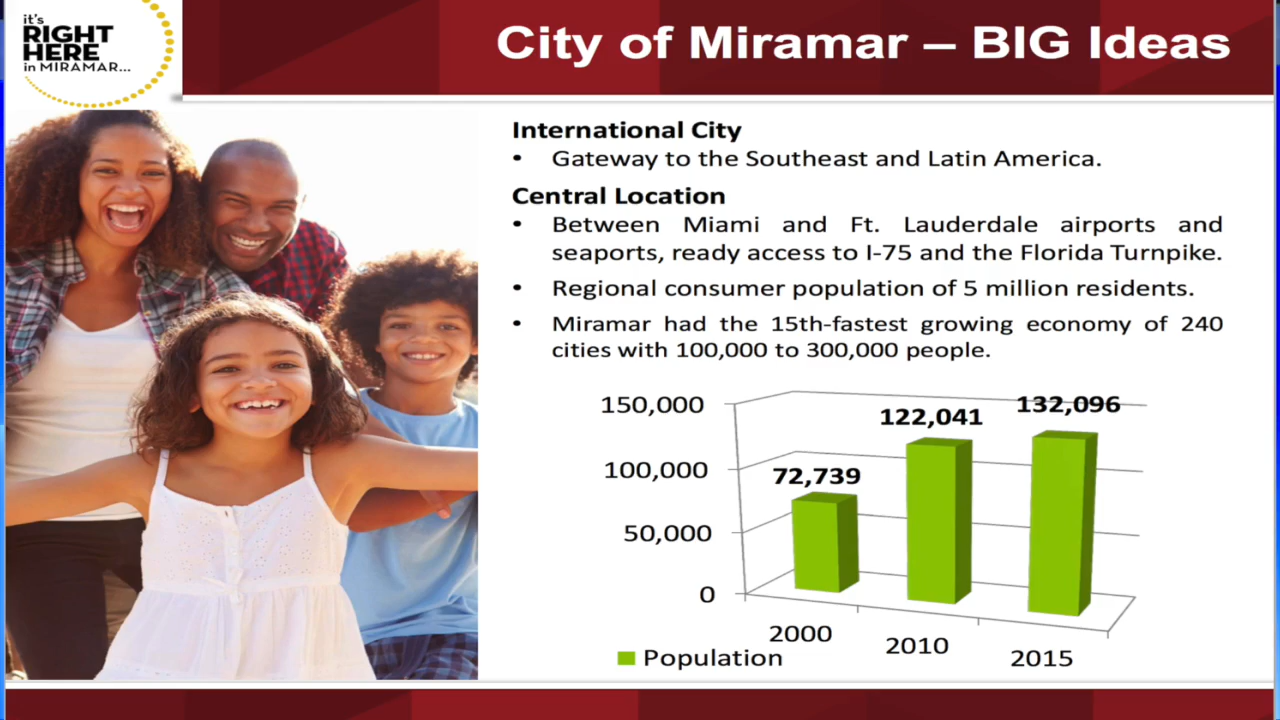 it's
RIGHT
HERE
in MIRAMAR...
City of Miramar – BIG Ideas
International City
• Gateway to the Southeast and Latin America.
Central Location
• Between Miami and Ft. Lauderdale airports and
seaports, ready access to I-75 and the Florida Turnpike.
• Regional consumer population of 5 million residents.
• Miramar had the 15th-fastest growing economy of 240
cities with 100,000 to 300,000 people.
150,000
100,000
50,000
0
72,739
122,041
132,096
2000
2010
2015
Population